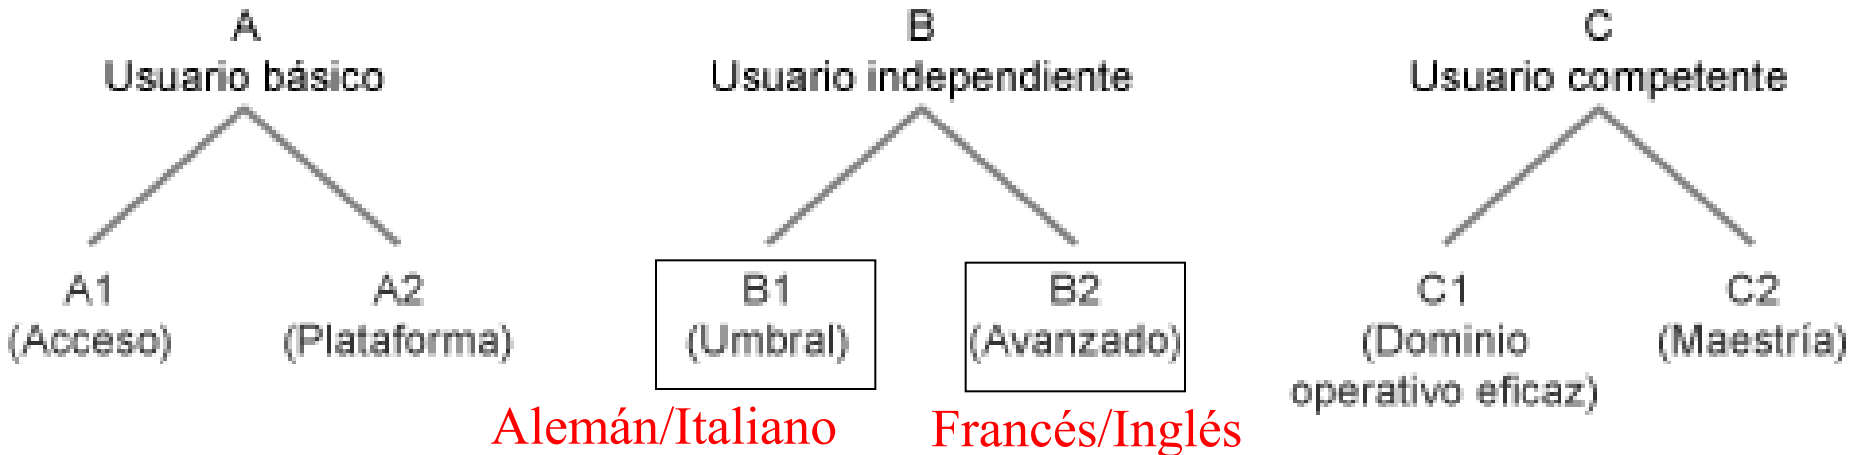 A
Usuario básico
B
Usuario independiente
C
Usuario competente
A1
(Acceso)
A2
(Plataforma)
B1
(Umbral)
B2
(Avanzado)
C1
(Dominio
operativo eficaz)
C2
(Maestría)
Alemán/Italiano
Francés/Inglés